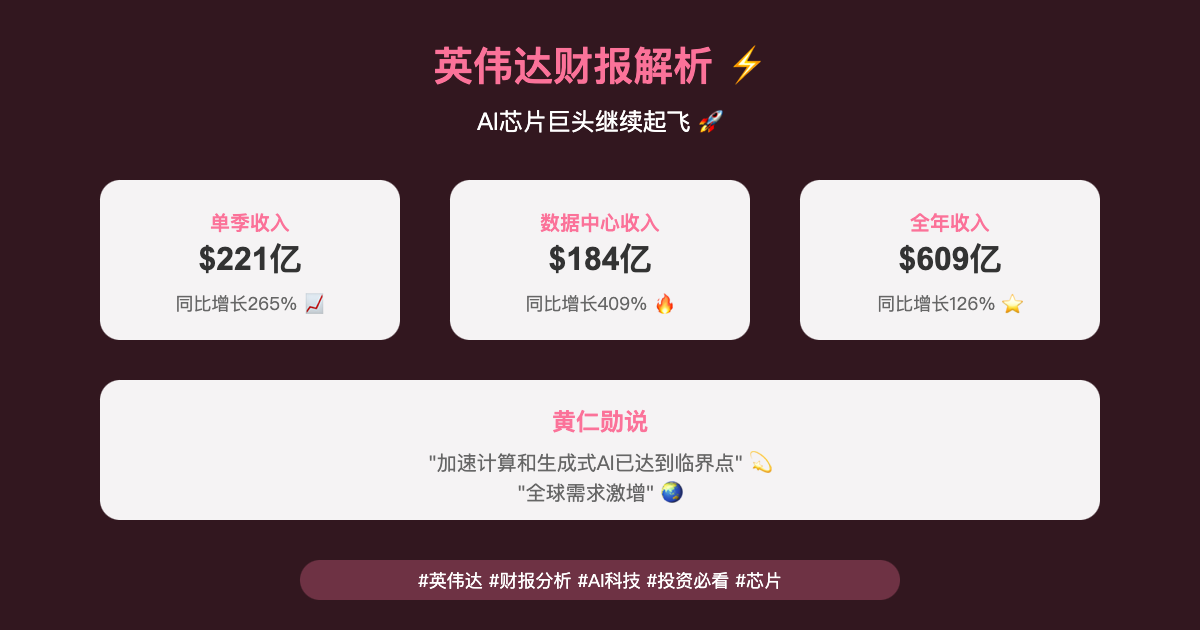 英伟达财报解析 ⚡
AI芯片巨头继续起飞 🚀
单季收入
$221亿
同比增长265% 📈
数据中心收入
$184亿
同比增长409% 🔥
全年收入
$609亿
同比增长126% ⭐
黄仁勋说
"加速计算和生成式AI已达到临界点" 💫
"全球需求激增" 🌏
#英伟达 #财报分析 #AI科技 #投资必看 #芯片